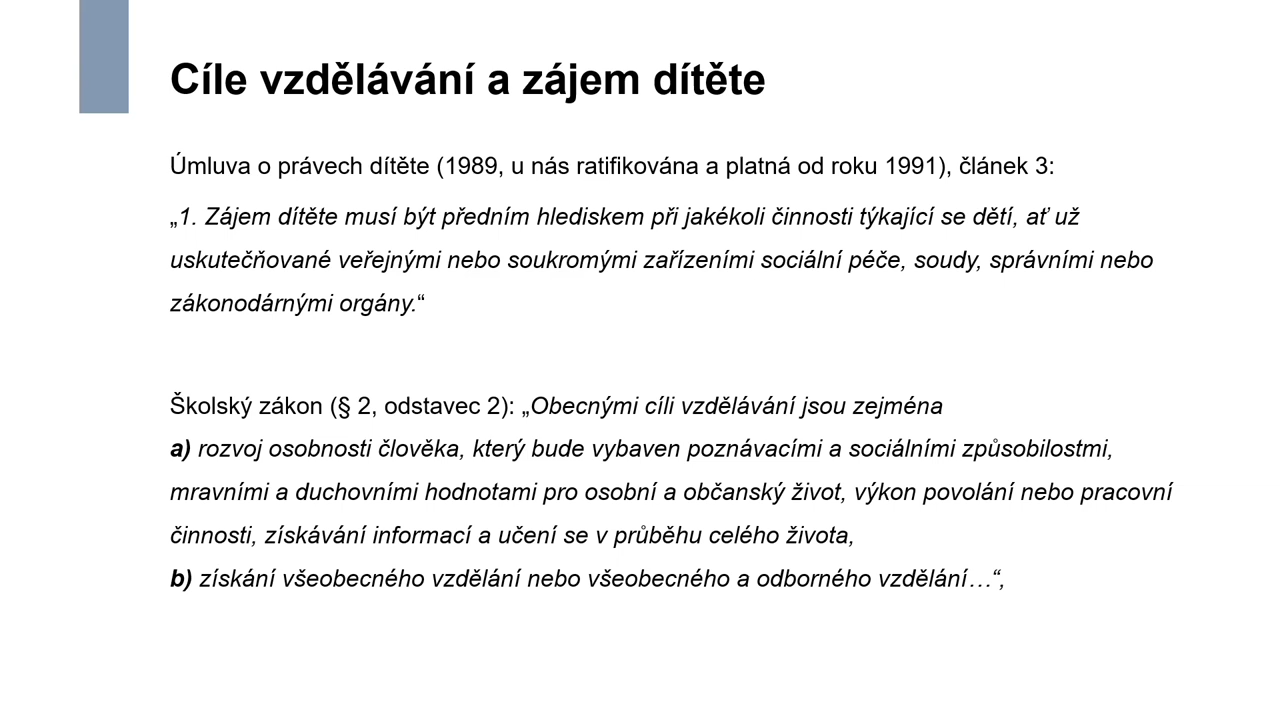 Cíle vzdělávání a zájem dítěte
Úmluva o právech dítěte (1989, u nás ratifikována a platná od roku 1991), článek 3:
„1. Zájem dítěte musí být předním hlediskem při jakékoli činnosti týkající se dětí, ať už
uskutečňované veřejnými nebo soukromými zařízeními sociální péče, soudy, správními nebo
zákonodárnými orgány.“
Školský zákon (§ 2, odstavec 2): „Obecnými cíli vzdělávání jsou zejména
a) rozvoj osobnosti člověka, který bude vybaven poznávacími a sociálními způsobilostmi,
mravními a duchovními hodnotami pro osobní a občanský život, výkon povolání nebo pracovní
činnosti, získávání informací a učení se v průběhu celého života,
b) získání všeobecného vzdělání nebo všeobecného a odborného vzdělání…“,